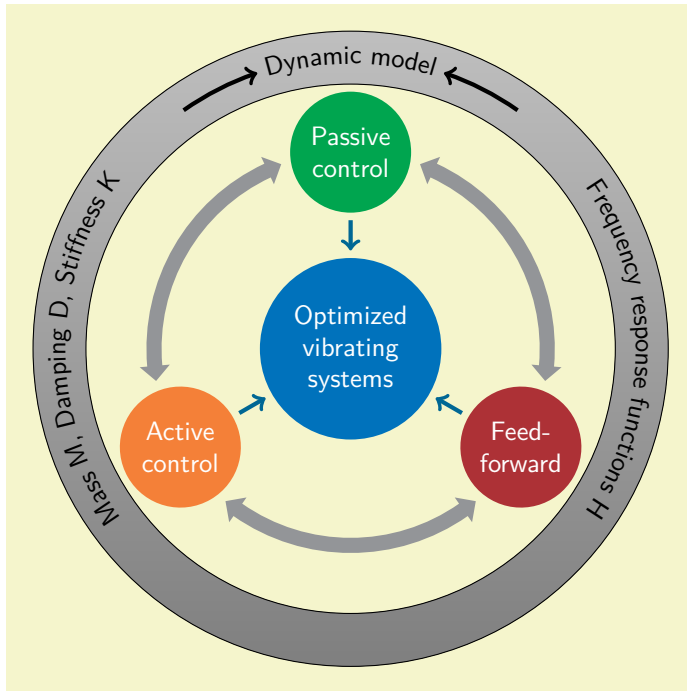 Dynamic model
Passive
control
Mass M, Damping D, Stiffness K
Frequency response functions H
Optimized
vibrating
systems
Active
control
Feed-
forward